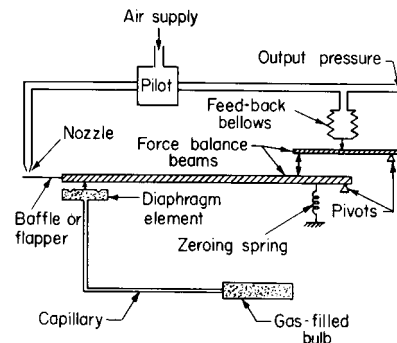 Air supply
Output pressure
Pilot
Feed-back
bellows
Nozzle
Force balance
beams
Baffle or
flapper
Diaphragm
element
Pivots
Zeroing spring
Capillary
Gas-filled
bulb